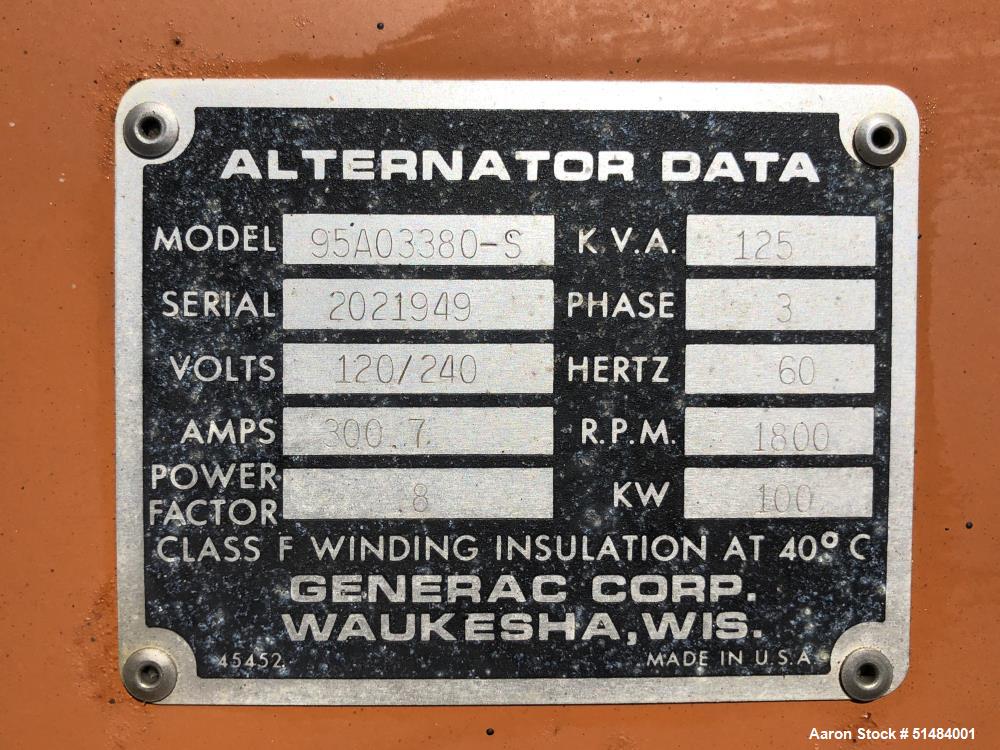 ALTERNATOR DATA
MODEL 95A03380-S K.V.A. 125
SERIAL 2021949 PHASE 3
VOLTS 120/240 HERTZ 60
AMPS 300.7 R.P.M. 1800
POWER FACTOR .8 KW 100
CLASS F WINDING INSULATION AT 40° C
GENERAC CORP.
WAUKESHA, WIS.
45452 MADE IN U.S.A.
Aaron Stock # 51484001